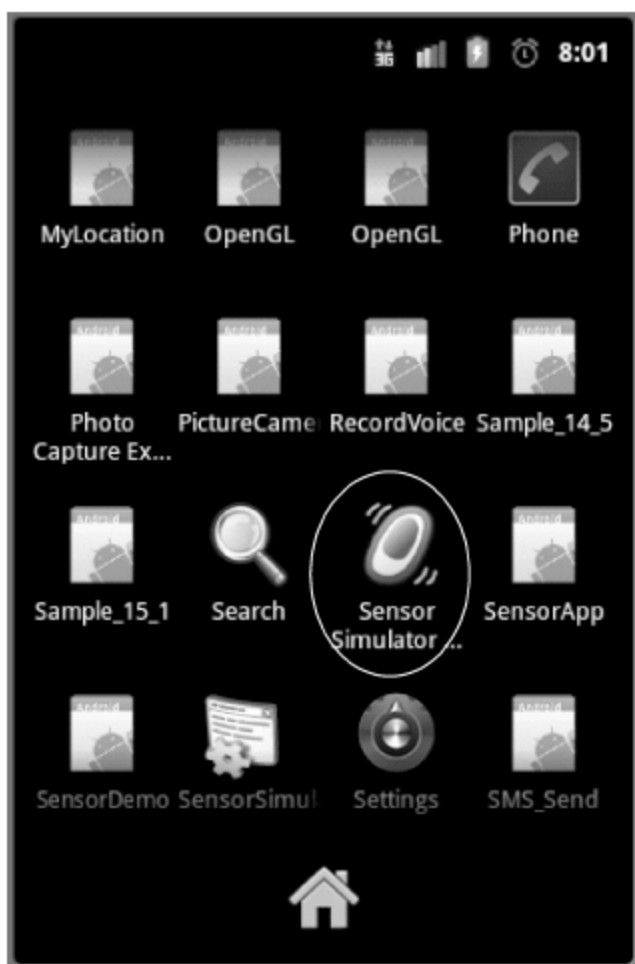 3G 8:01
MyLocation OpenGL OpenGL Phone
Photo PictureCame RecordVoice Sample_14_5
Capture Ex...
Sample_15_1 Search Sensor SensorApp
Simulator ...
SensorDemo SensorSimul Settings SMS_Send